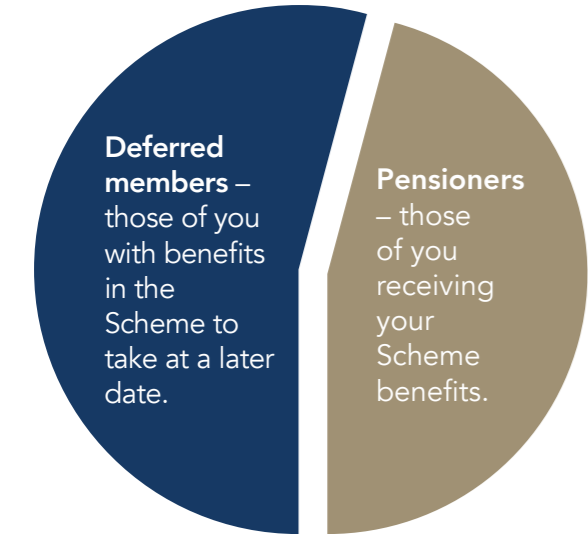 Deferred
members –
those of you
with benefits
in the
Scheme to
take at a later
date.
Pensioners
– those
of you
receiving
your
Scheme
benefits.